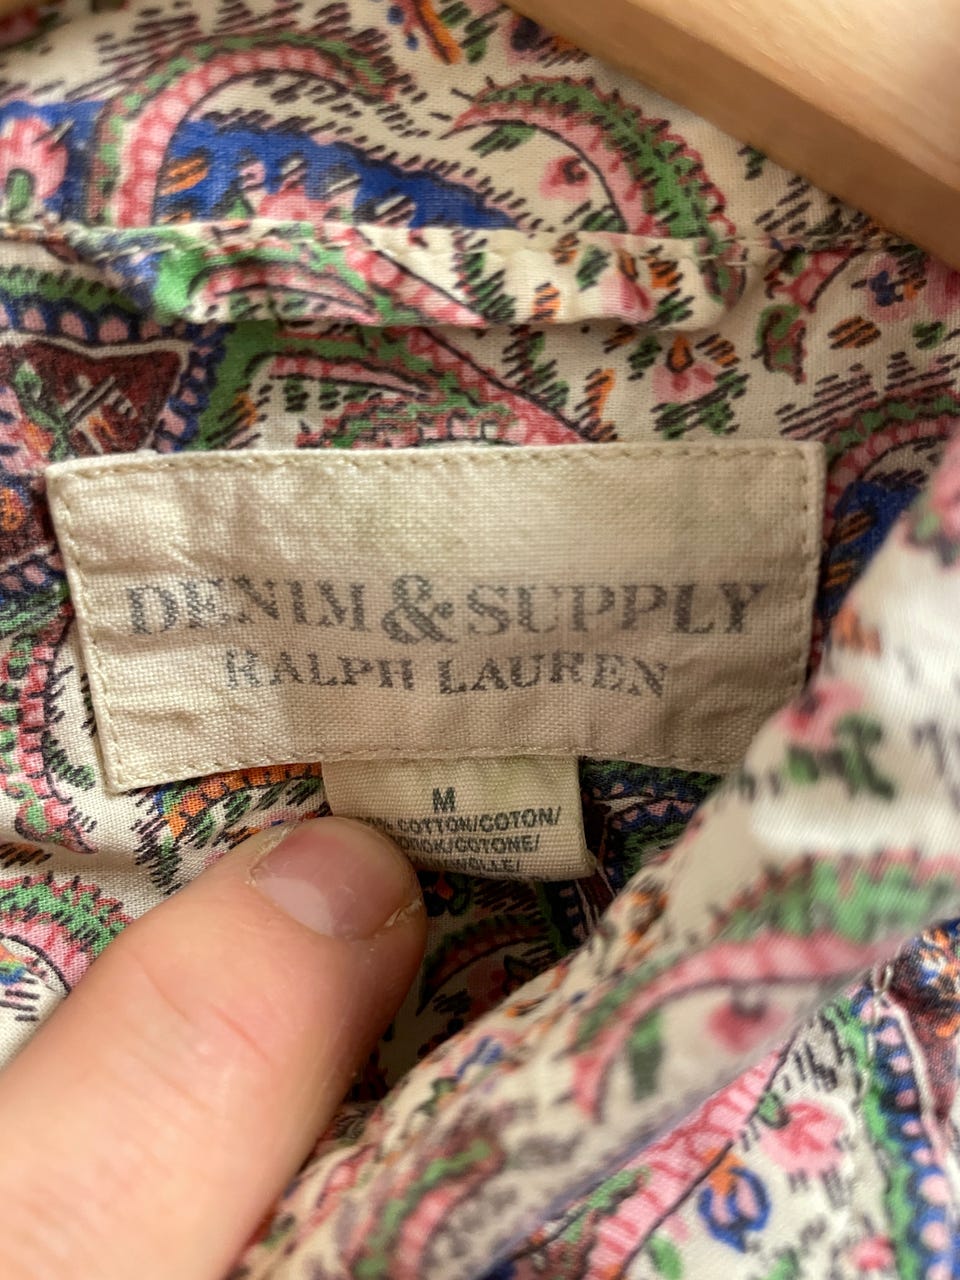 DENIM & SUPPLY
RALPH LAUREN
M
COTTON/COTON/
/COTONE/